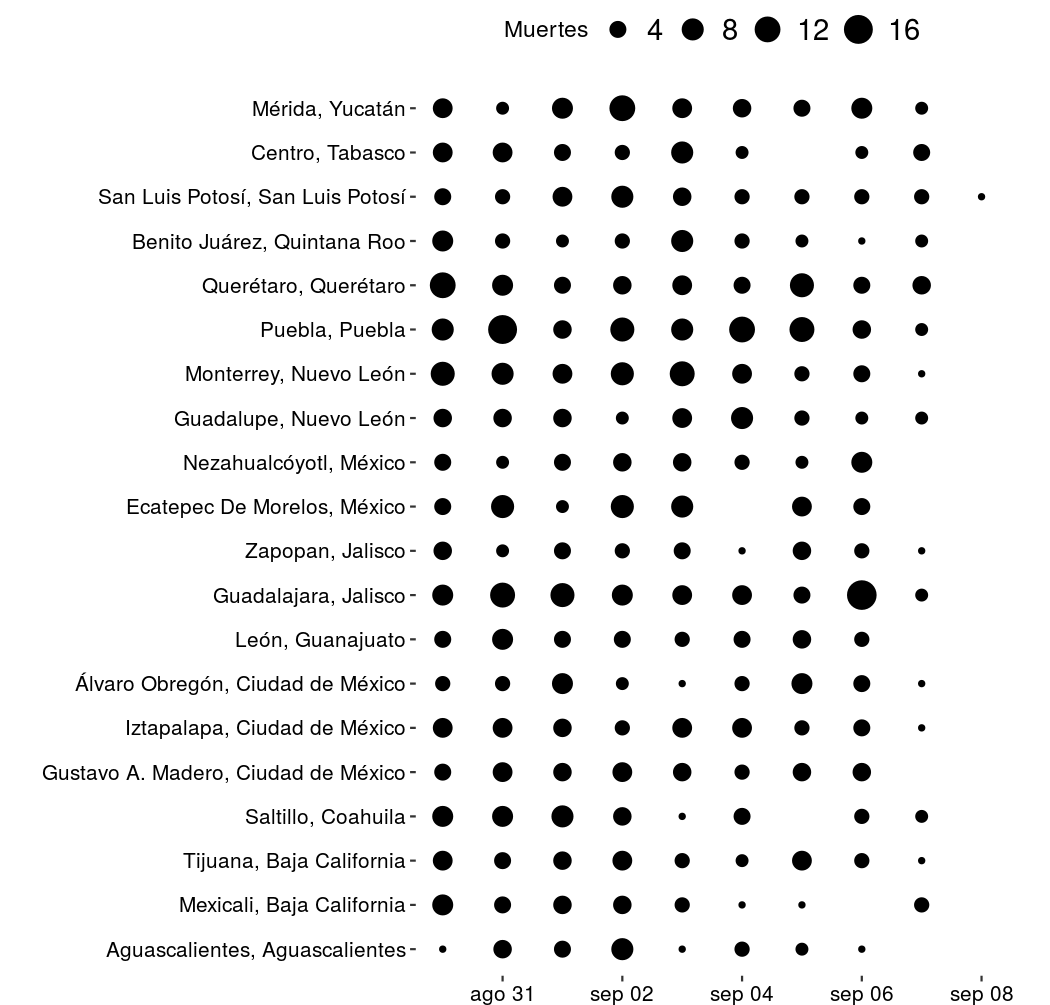 Muertes 4 8 12 16
Mérida, Yucatán
Centro, Tabasco
San Luis Potosí, San Luis Potosí
Benito Juárez, Quintana Roo
Querétaro, Querétaro
Puebla, Puebla
Monterrey, Nuevo León
Guadalupe, Nuevo León
Nezahualcóyotl, México
Ecatepec De Morelos, México
Zapopan, Jalisco
Guadalajara, Jalisco
León, Guanajuato
Álvaro Obregón, Ciudad de México
Iztapalapa, Ciudad de México
Gustavo A. Madero, Ciudad de México
Saltillo, Coahuila
Tijuana, Baja California
Mexicali, Baja California
Aguascalientes, Aguascalientes
ago 31 sep 02 sep 04 sep 06 sep 08